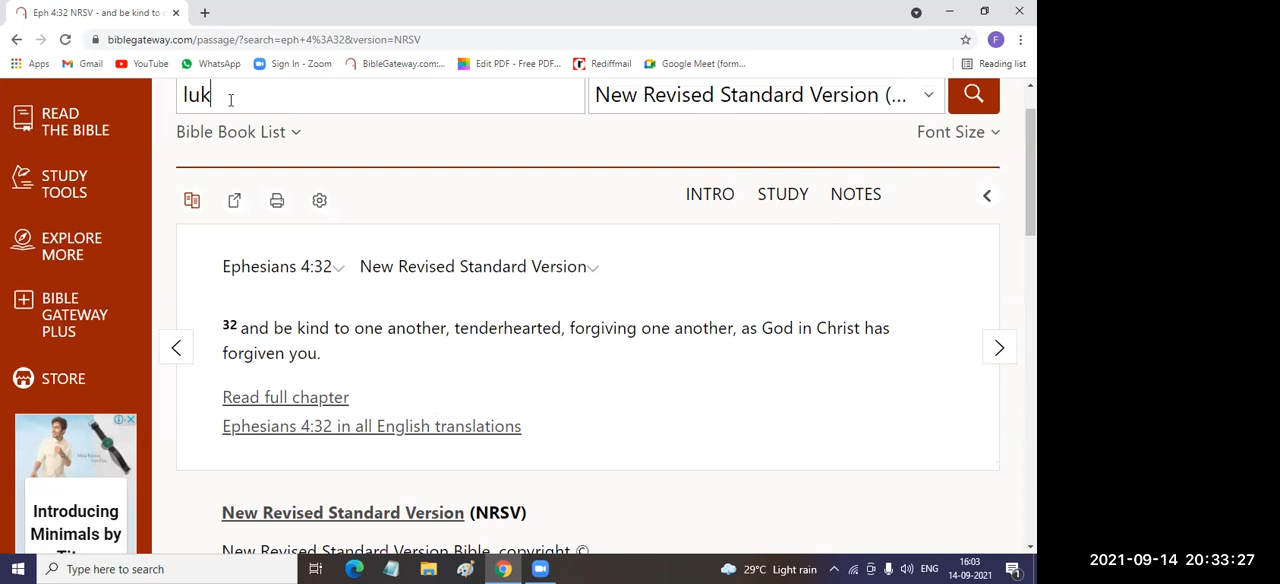 Eph 4:32 NRSV - and be kind to o
biblegateway.com/passage/?search=eph+4%3A32&version=NRSV
F
Apps Gmail YouTube WhatsApp Sign In - Zoom BibleGateway.com:... Edit PDF - Free PDF... Rediffmail Google Meet (form... Reading list
luk
New Revised Standard Version (...
Bible Book List
Font Size
READ
THE BIBLE
STUDY
TOOLS
EXPLORE
MORE
BIBLE
GATEWAY
PLUS
STORE
Introducing
Minimals by
INTRO STUDY NOTES
Ephesians 4:32 New Revised Standard Version
32 and be kind to one another, tenderhearted, forgiving one another, as God in Christ has
forgiven you.
Read full chapter
Ephesians 4:32 in all English translations
New Revised Standard Version (NRSV)
New Revised Standard Version Bible, copyright ©
Type here to search
29°C Light rain
ENG
16:03
14-09-2021
1
2021-09-14 20:33:27